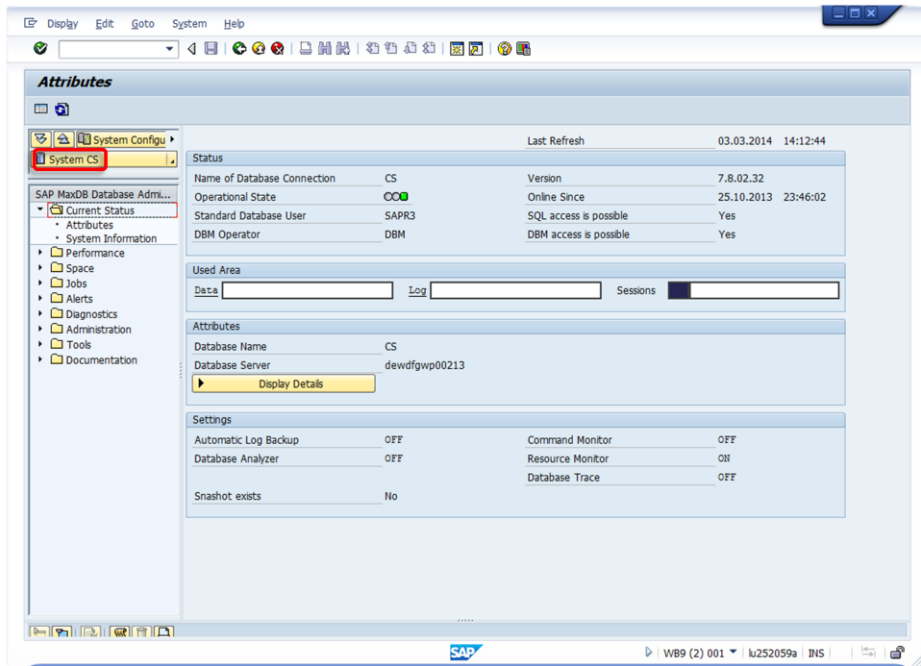 Display Edit Goto System Help
Attributes
System Configu
System CS
SAP MaxDB Database Admi...
Current Status
Attributes
System Information
Performance
Space
Jobs
Alerts
Diagnostics
Administration
Tools
Documentation
Last Refresh 03.03.2014 14:12:44
Status
Name of Database Connection CS Version 7.8.02.32
Operational State Online Since 25.10.2013 23:46:02
Standard Database User SAPR3 SQL access is possible Yes
DBM Operator DBM DBM access is possible Yes
Used Area
Data Log Sessions
Attributes
Database Name CS
Database Server dewdfgwp00213
Display Details
Settings
Automatic Log Backup OFF Command Monitor OFF
Database Analyzer OFF Resource Monitor ON
Database Trace OFF
Snashot exists No
SAP WB9 (2) 001 lu252059a INS